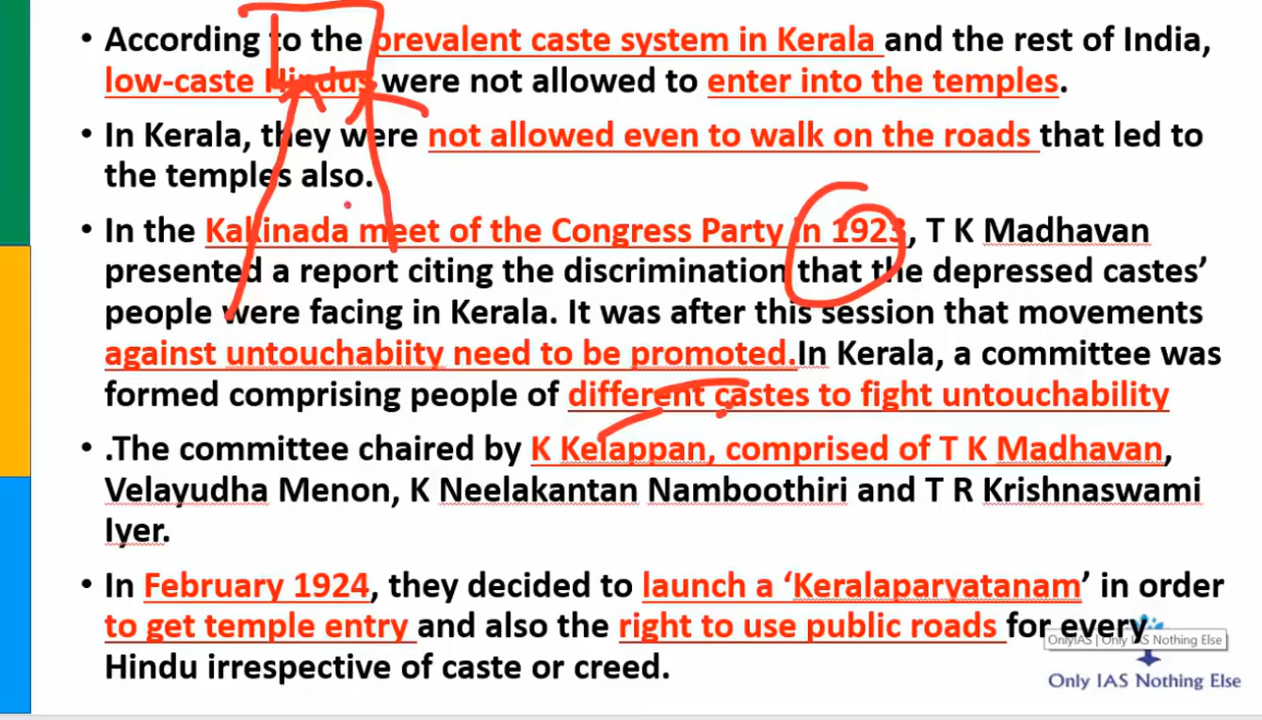 • According to the prevalent caste system in Kerala and the rest of India,
low-caste Hindus were not allowed to enter into the temples.
• In Kerala, they were not allowed even to walk on the roads that led to
the temples also.
• In the Kakinada meet of the Congress Party in 1923, T K Madhavan
presented a report citing the discrimination that the depressed castes’
people were facing in Kerala. It was after this session that movements
against untouchabiity need to be promoted.In Kerala, a committee was
formed comprising people of different castes to fight untouchability
• .The committee chaired by K Kelappan, comprised of T K Madhavan,
Velayudha Menon, K Neelakantan Namboothiri and T R Krishnaswami
Iyer.
• In February 1924, they decided to launch a ‘Keralaparyatanam’ in order
to get temple entry and also the right to use public roads for every
Hindu irrespective of caste or creed.
OnlyIAS | Only IAS Nothing Else
Only IAS Nothing Else